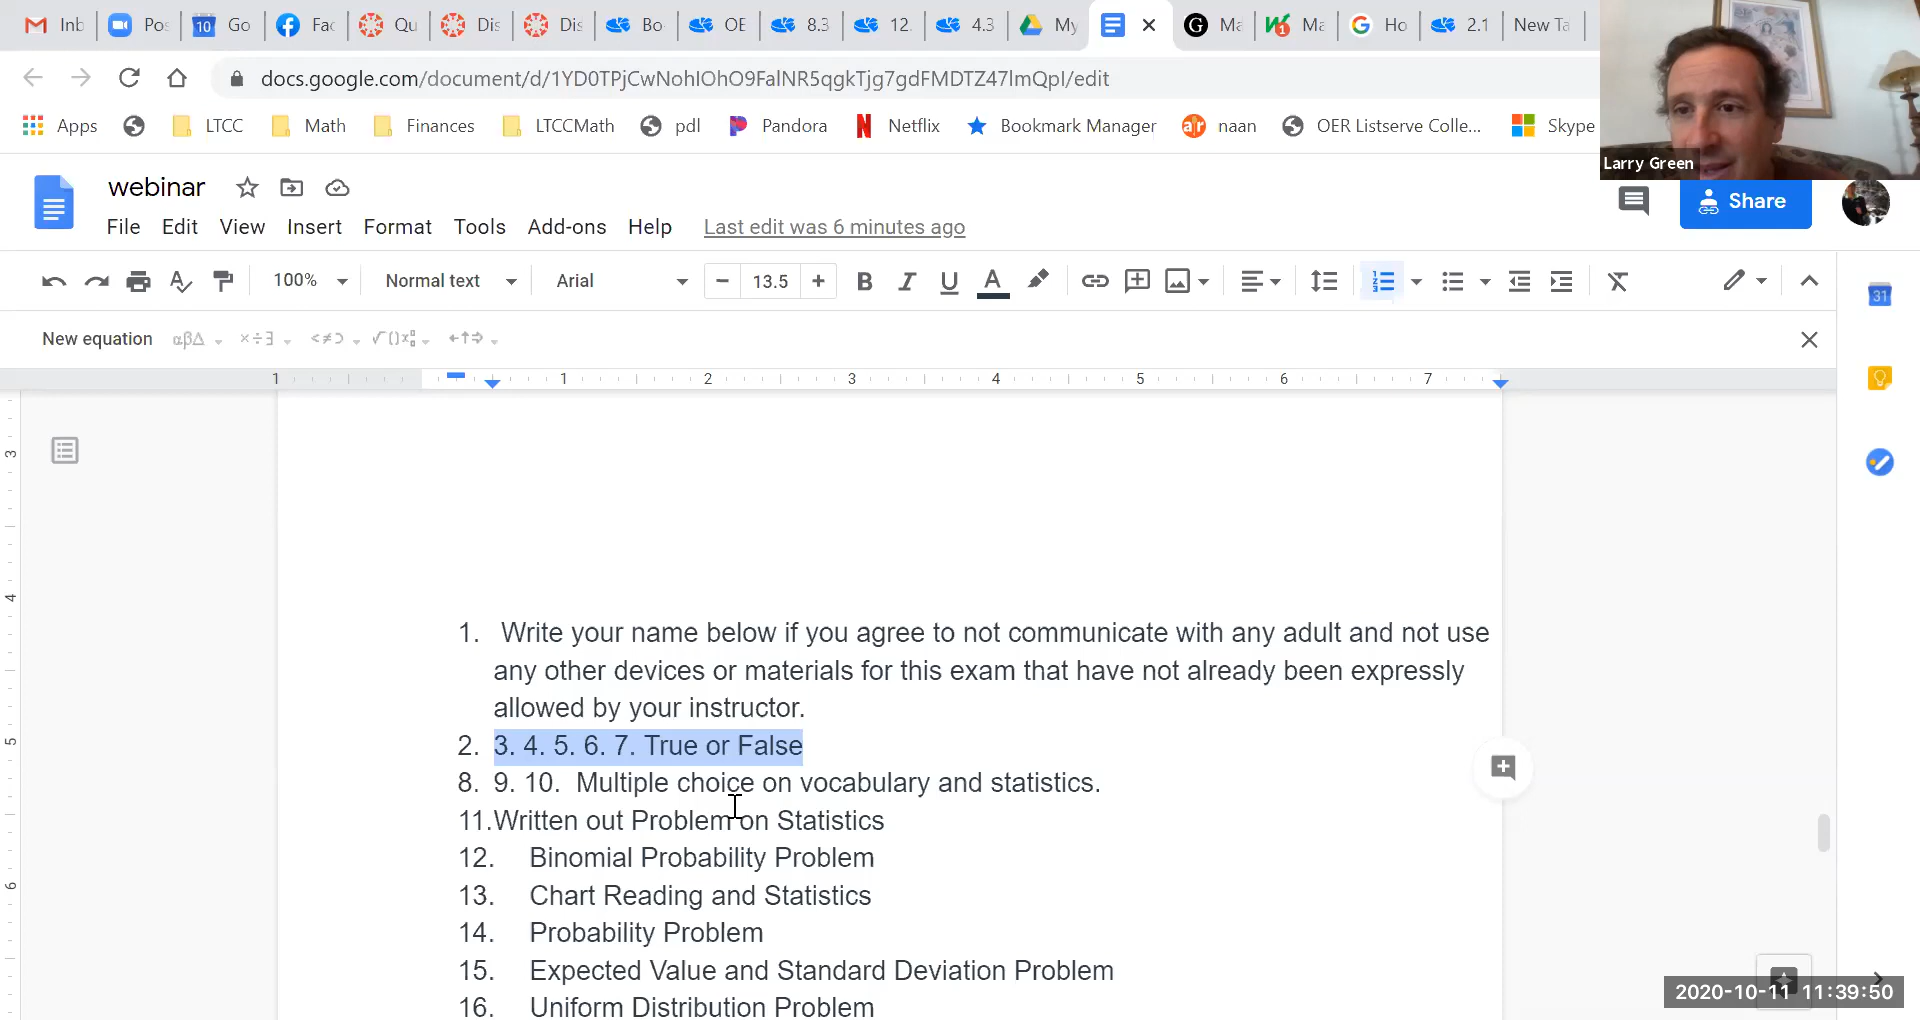 Inb
Pos
Go
Fac
Qu
Dis
Dis
Bo
OE
8.3
12.
4.3
My
Ma
Ma
Ho
2.1
New Ta
docs.google.com/document/d/1YD0TPjCwNohIOhO9FalNR5qgkTjg7gdFMDTZ47lmQpI/edit
Apps
LTCC
Math
Finances
LTCCMath
pdl
Pandora
Netflix
Bookmark Manager
naan
OER Listserve Colle...
Skype
Larry Green
webinar
Share
File Edit View Insert Format Tools Add-ons Help Last edit was 6 minutes ago
100% Normal text Arial 13.5
New equation
1 1 2 3 4 5 6 7
3
4
5
6
31
1. Write your name below if you agree to not communicate with any adult and not use
any other devices or materials for this exam that have not already been expressly
allowed by your instructor.
2. 3. 4. 5. 6. 7. True or False
8. 9. 10. Multiple choice on vocabulary and statistics.
11.Written out Problem on Statistics
12. Binomial Probability Problem
13. Chart Reading and Statistics
14. Probability Problem
15. Expected Value and Standard Deviation Problem
16. Uniform Distribution Problem
2020-10-11 11:39:50